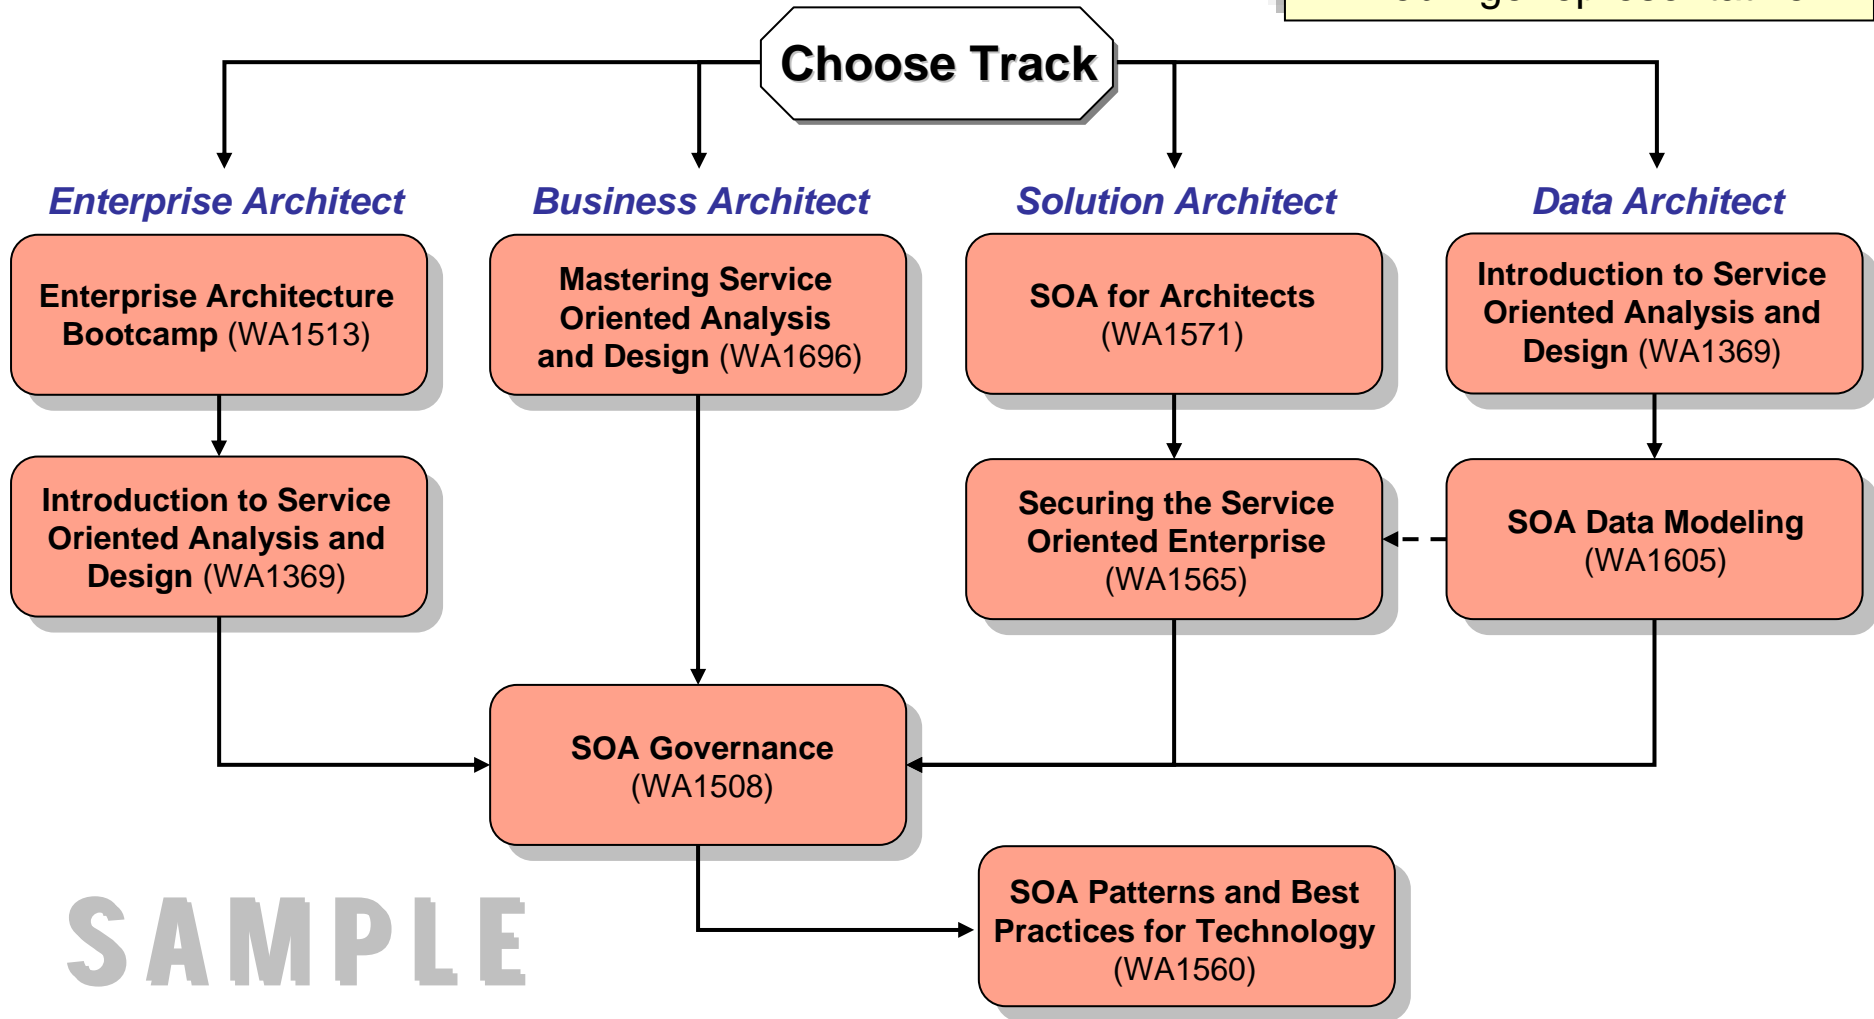 Choose Track
Enterprise Architect
Business Architect
Solution Architect
Data Architect
Enterprise Architecture
Bootcamp (WA1513)
Mastering Service
Oriented Analysis
and Design (WA1696)
SOA for Architects
(WA1571)
Introduction to Service
Oriented Analysis and
Design (WA1369)
Introduction to Service
Oriented Analysis and
Design (WA1369)
Securing the Service
Oriented Enterprise
(WA1565)
SOA Data Modeling
(WA1605)
SOA Governance
(WA1508)
SOA Patterns and Best
Practices for Technology
(WA1560)
SAMPLE